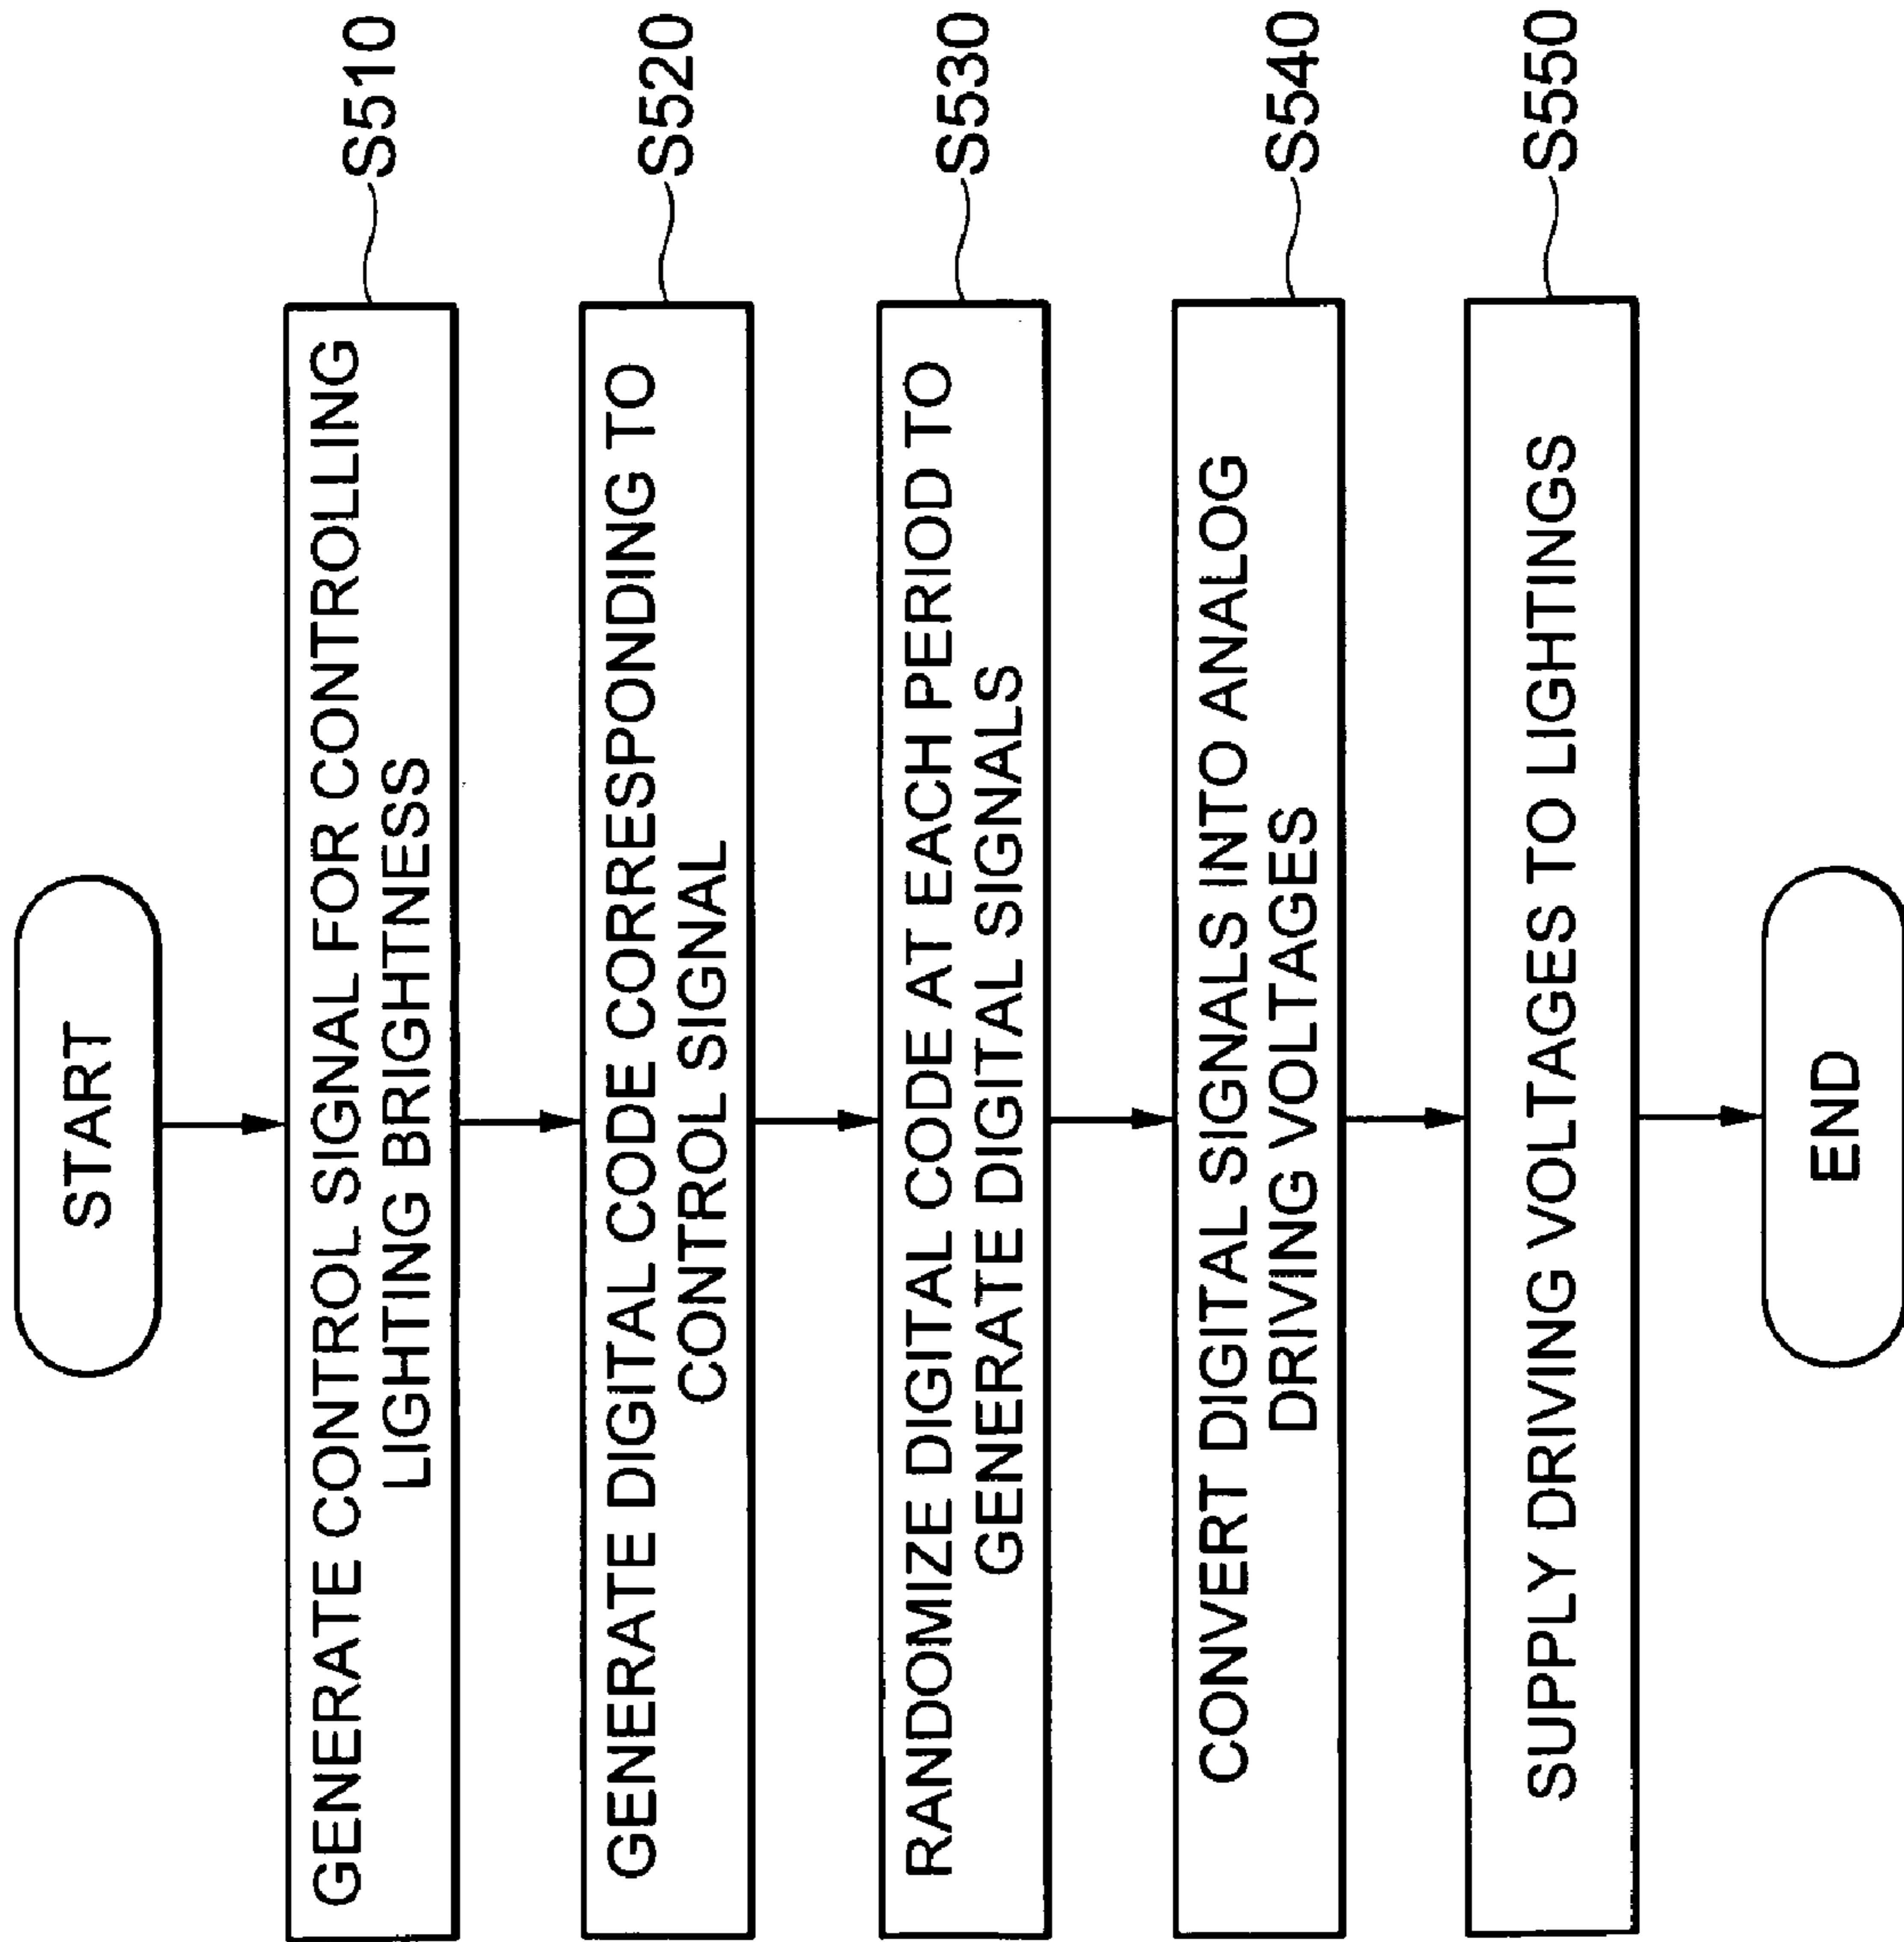 START
GENERATE CONTROL SIGNAL FOR CONTROLLING
LIGHTING BRIGHTNESS
S510
GENERATE DIGITAL CODE CORRESPONDING TO
CONTROL SIGNAL
S520
RANDOMIZE DIGITAL CODE AT EACH PERIOD TO
GENERATE DIGITAL SIGNALS
S530
CONVERT DIGITAL SIGNALS INTO ANALOG
DRIVING VOLTAGES
S540
SUPPLY DRIVING VOLTAGES TO LIGHTINGS
S550
END